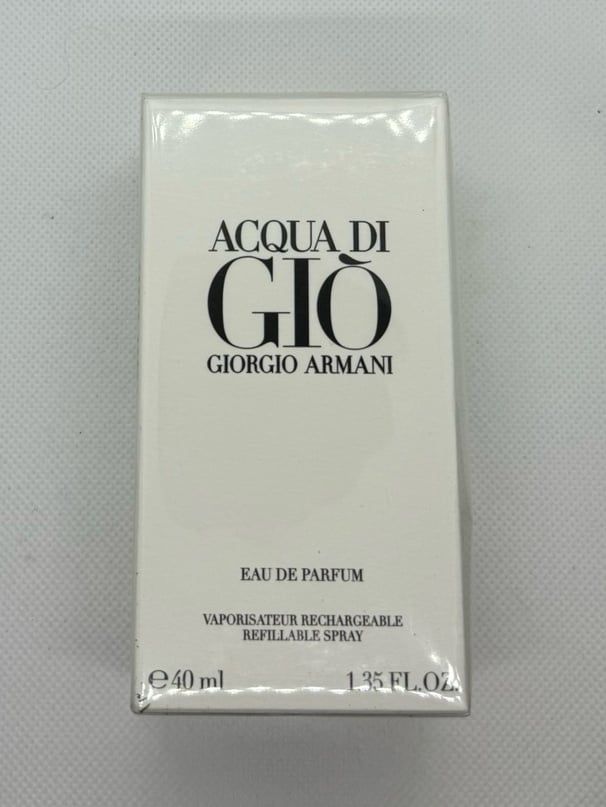 ACQUA DI
GIÒ
GIORGIO ARMANI
EAU DE PARFUM
VAPORISATEUR RECHARGEABLE
REFILLABLE SPRAY
℮ 40 ml 1.35 FL.OZ.